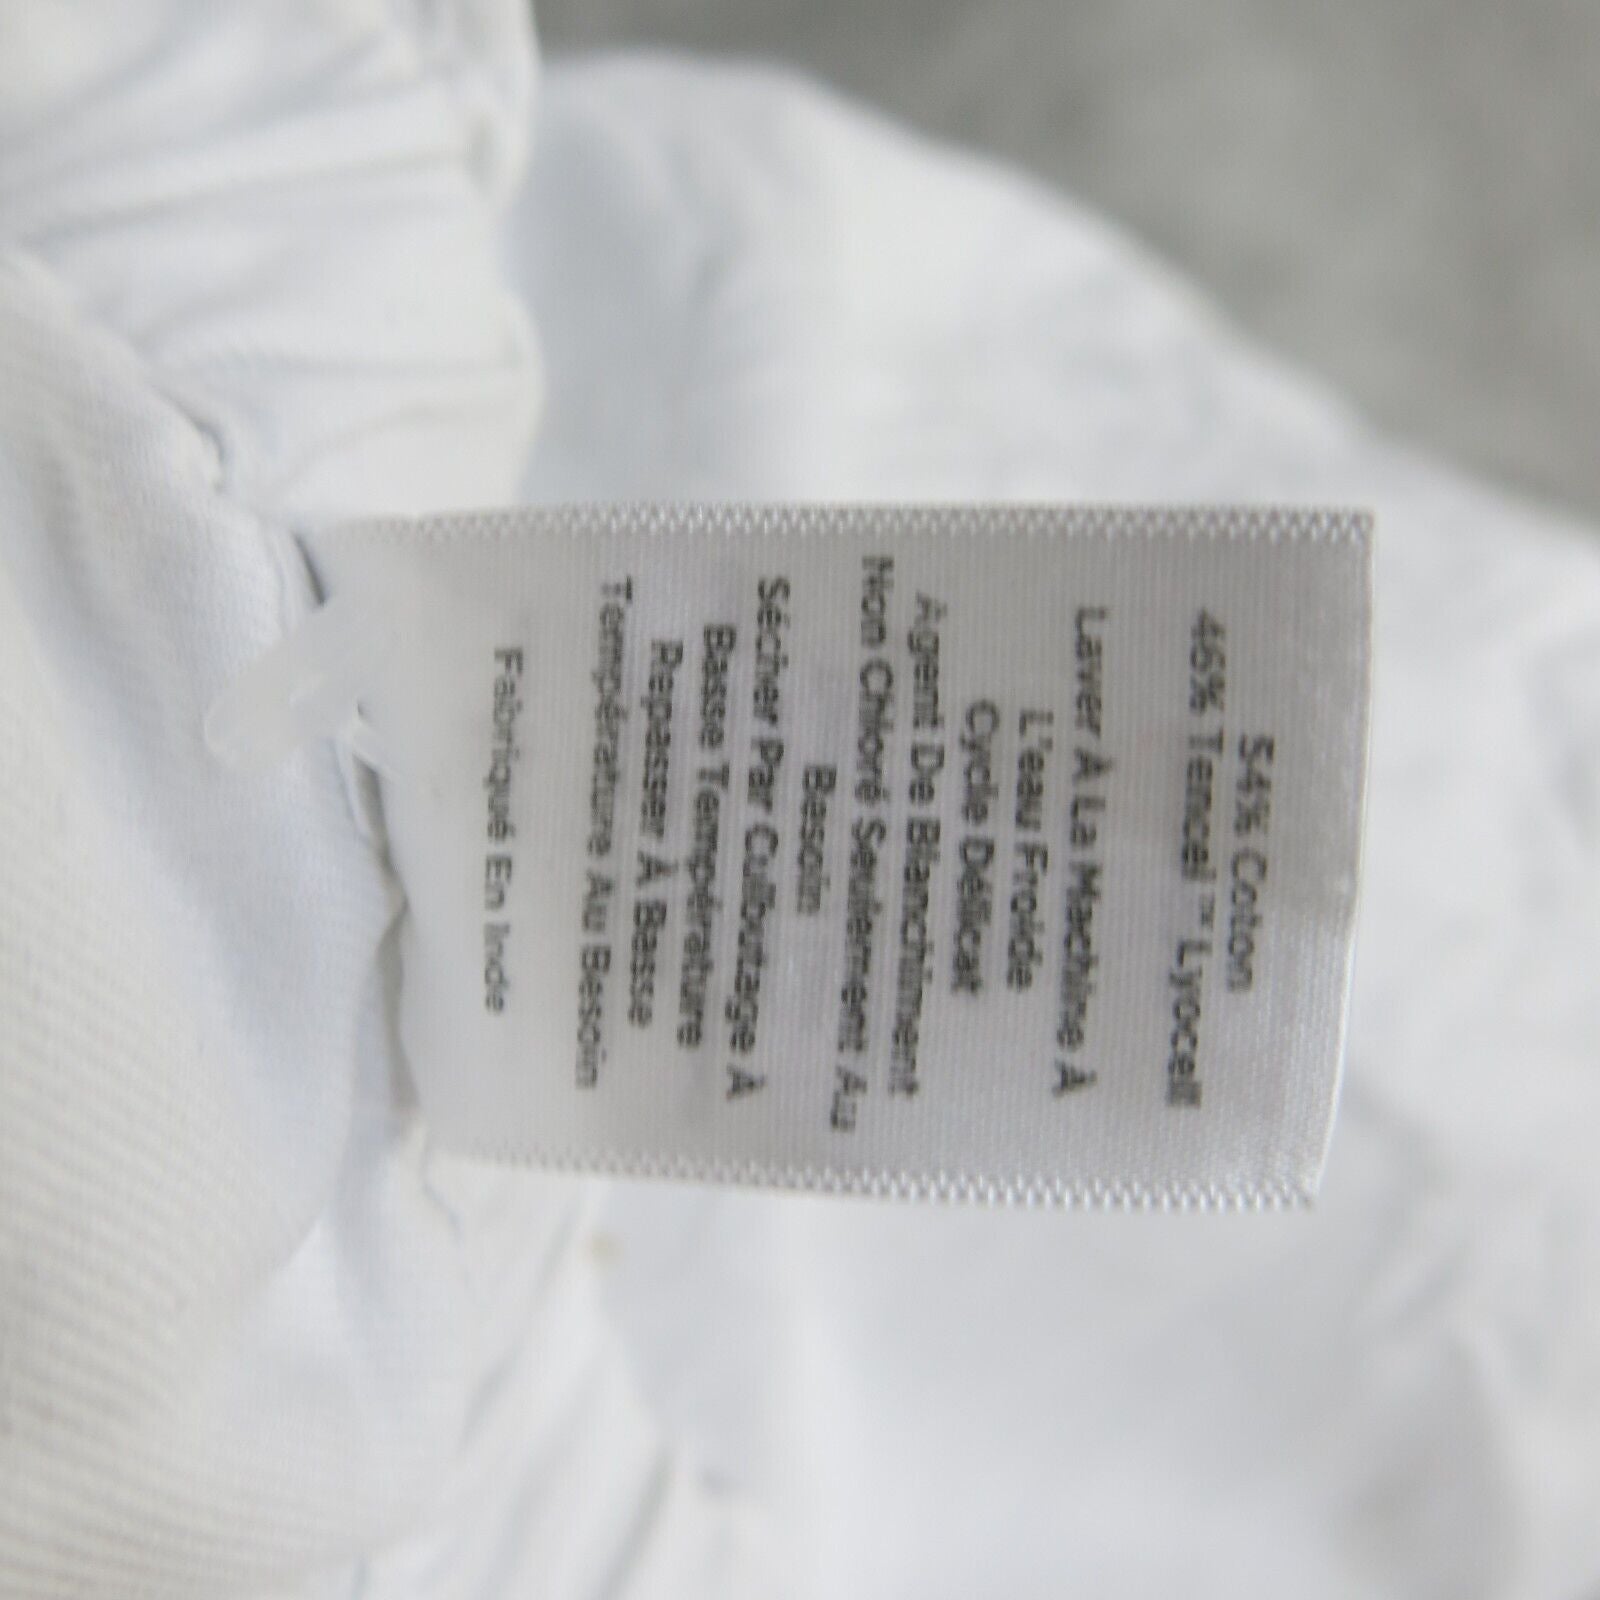 54% Coton
46% Tencel™ Lyocell
Laver À La Machine À
L'eau Froide
Cycle Délicat
Agent De Blanchiment
Non Chloré Seulement Au
Besoin
Sécher Par Culbutage À
Basse Température
Repasser À Basse
Température Au Besoin
Fabriqué En Inde